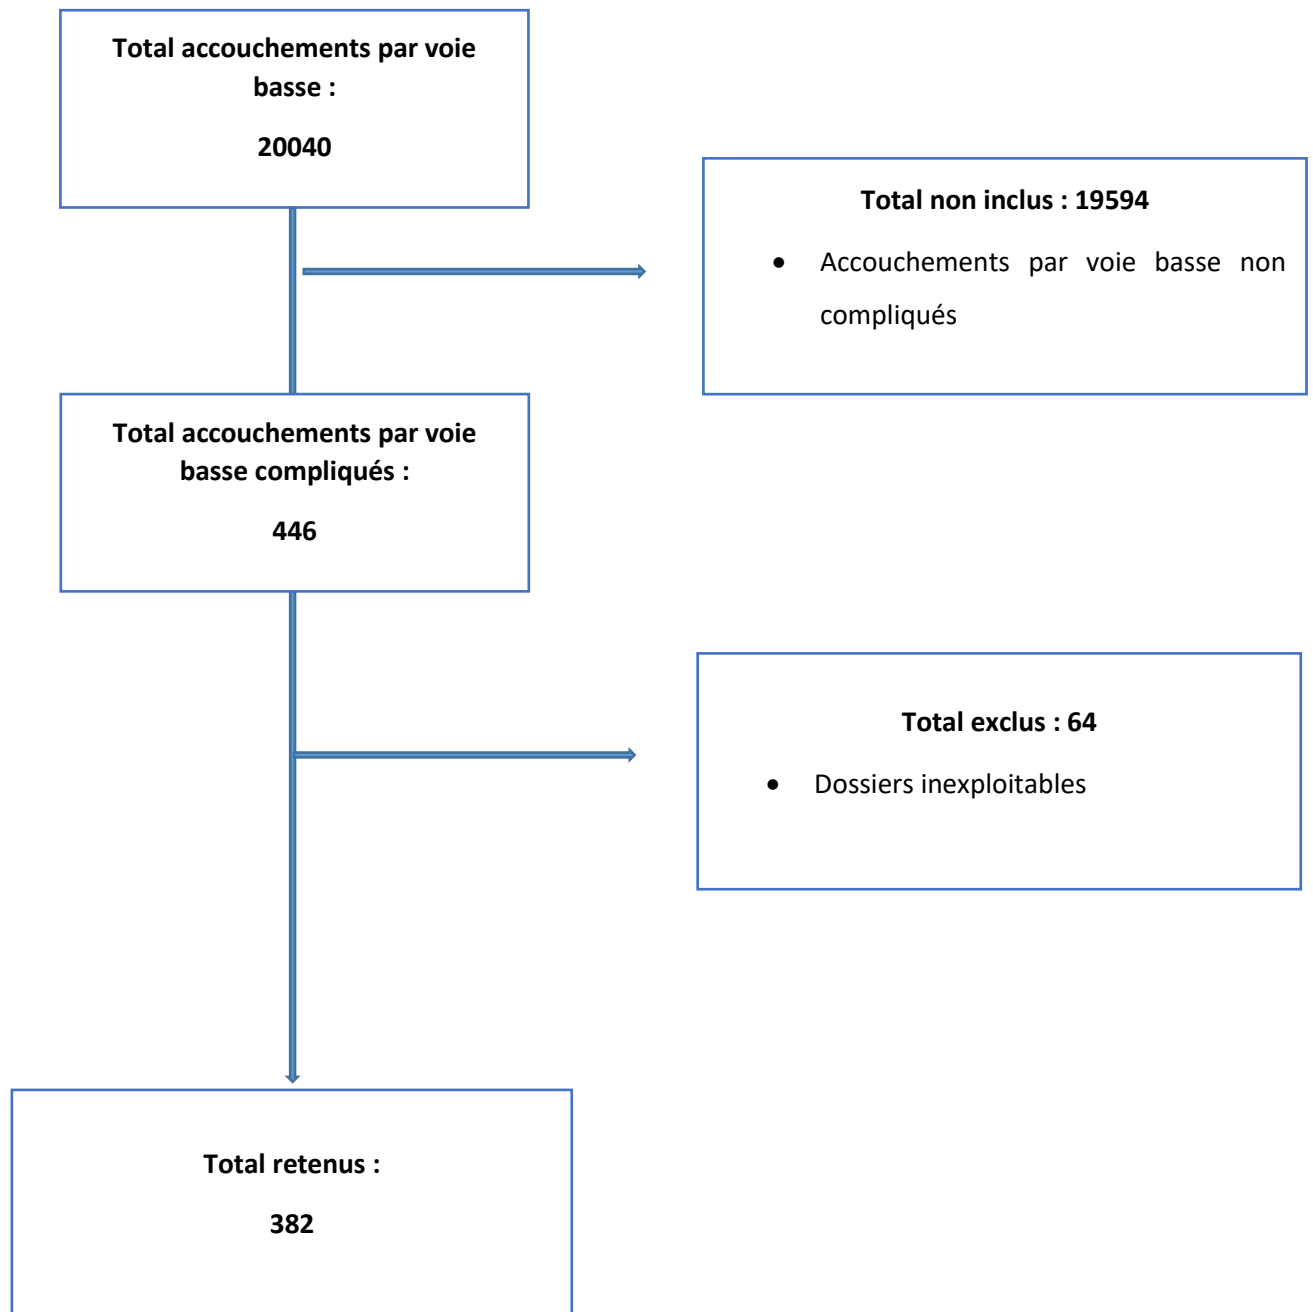 Total accouchements par voie
basse :
20040
Total non inclus : 19594
• Accouchements par voie basse non
compliqués
Total accouchements par voie
basse compliqués :
446
Total exclus : 64
• Dossiers inexploitables
Total retenus :
382